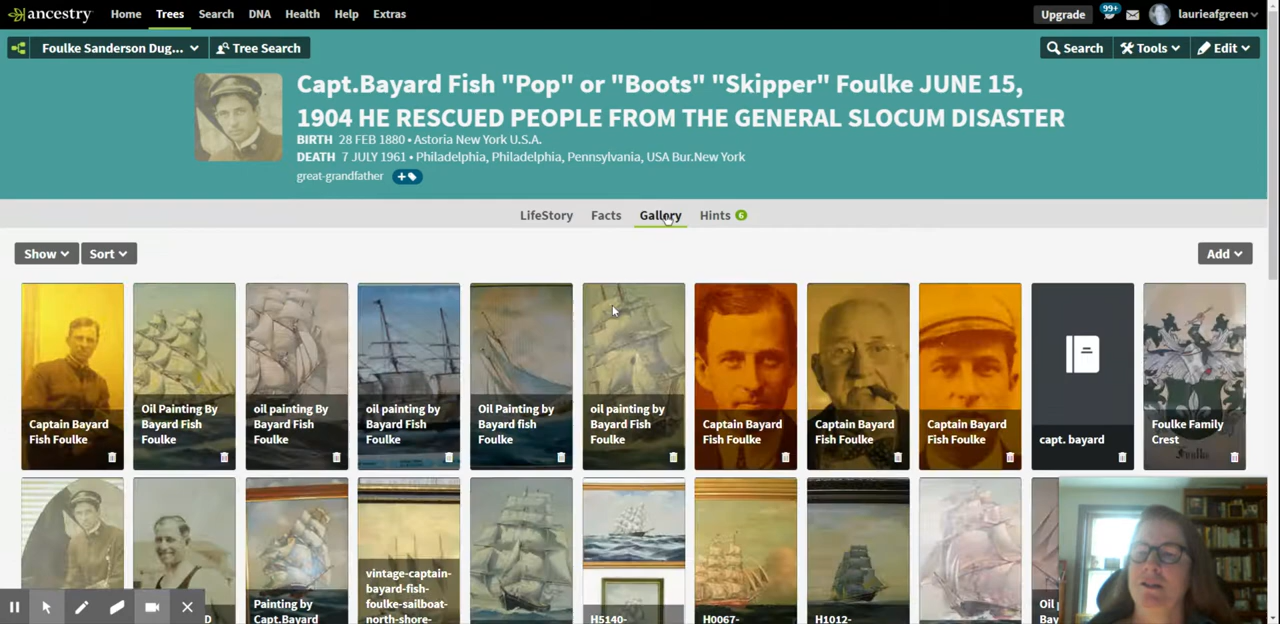 ancestry
Home
Trees
Search
DNA
Health
Help
Extras
Upgrade
99+
laurieafgreen
Foulke Sanderson Dug...
Tree Search
Search
Tools
Edit
Capt.Bayard Fish "Pop" or "Boots" "Skipper" Foulke JUNE 15,
1904 HE RESCUED PEOPLE FROM THE GENERAL SLOCUM DISASTER
BIRTH 28 FEB 1880 • Astoria New York U.S.A.
DEATH 7 JULY 1961 • Philadelphia, Philadelphia, Pennsylvania, USA Bur.New York
great-grandfather
LifeStory
Facts
Gallery
Hints 6
Show
Sort
Add
Captain Bayard
Fish Foulke
Oil Painting By
Bayard Fish
Foulke
oil painting By
Bayard Fish
Foulke
oil painting by
Bayard Fish
Foulke
Oil Painting by
Bayard fish
Foulke
oil painting by
Bayard Fish
Foulke
Captain Bayard
Fish Foulke
Captain Bayard
Fish Foulke
Captain Bayard
Fish Foulke
capt. bayard
Foulke Family
Crest
Painting by
Capt.Bayard
vintage-captain-
bayard-fish-
foulke-sailboat-
north-shore-
H5140-
H0067-
H1012-